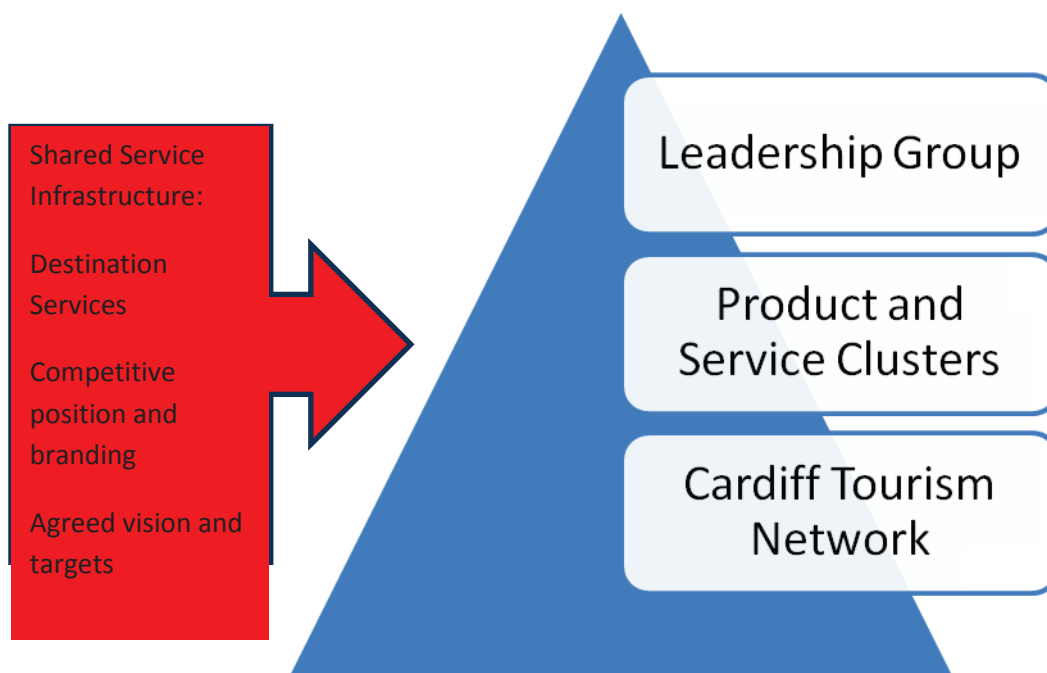 Shared Service
Infrastructure:
Destination
Services
Competitive
position and
branding
Agreed vision and
targets
Leadership Group
Product and
Service Clusters
Cardiff Tourism
Network